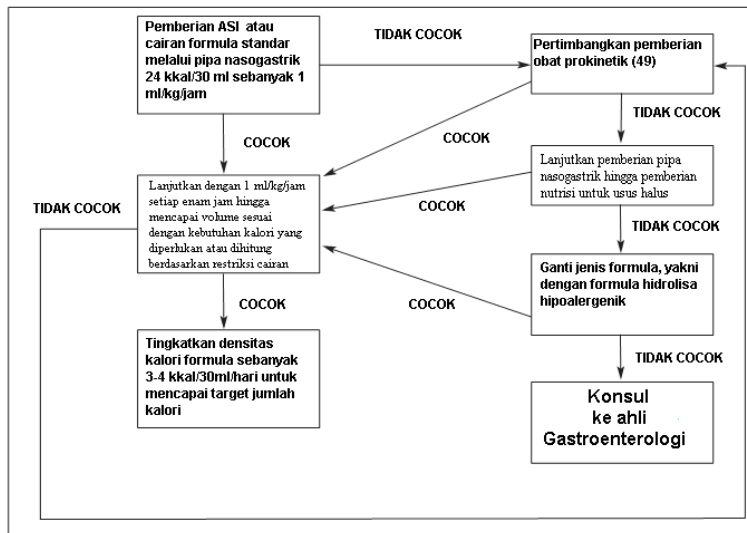 Pemberian ASI atau
cairan formula standar
melalui pipa nasogastrik
24 kkal/30 ml sebanyak 1
ml/kg/jam
TIDAK COCOK
Pertimbangkan pemberian
obat prokinetik (49)
TIDAK COCOK
COCOK
COCOK
Lanjutkan dengan 1 ml/kg/jam
setiap enam jam hingga
mencapai volume sesuai
dengan kebutuhan kalori yang
diperlukan atau dihitung
berdasarkan restriksi cairan
COCOK
Lanjutkan pemberian pipa
nasogastrik hingga pemberian
nutrisi untuk usus halus
TIDAK COCOK
TIDAK COCOK
Ganti jenis formula, yakni
dengan formula hidrolisa
hipoalergenik
COCOK
COCOK
Tingkatkan densitas
kalori formula sebanyak
3-4 kkal/30ml/hari untuk
mencapai target jumlah
kalori
TIDAK COCOK
Konsul
ke ahli
Gastroenterologi